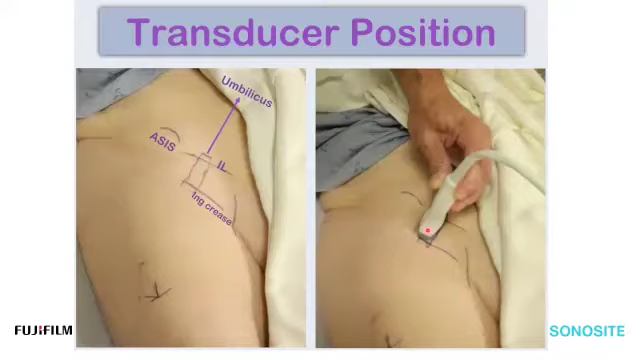 Transducer Position
Umbilicus
ASIS
IL
Ing crease
FUJIFILM
SONOSITE